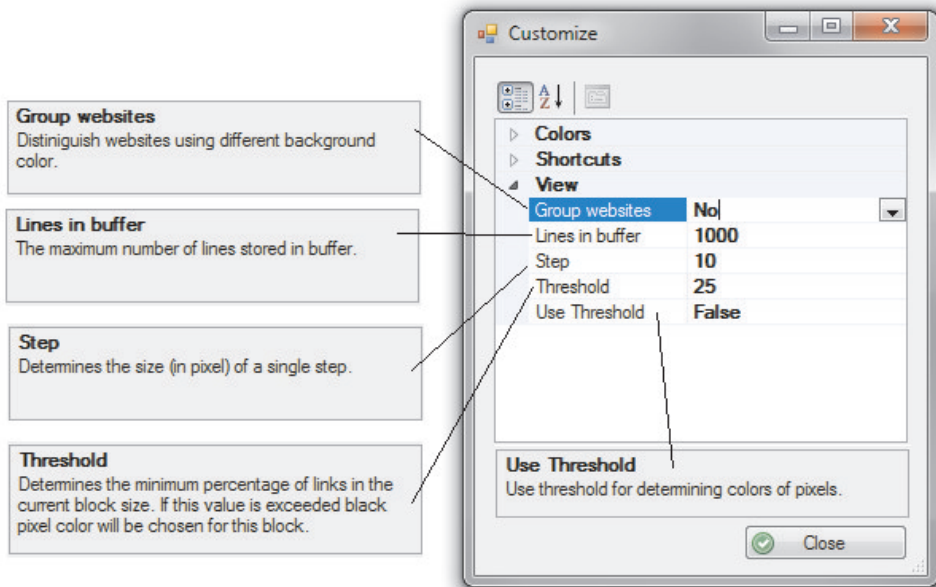 Customize
Group websites
Distiniguish websites using different background
color.
Lines in buffer
The maximum number of lines stored in buffer.
Step
Determines the size (in pixel) of a single step.
Threshold
Determines the minimum percentage of links in the
current block size. If this value is exceeded black
pixel color will be chosen for this block.
A
Z
Colors
Shortcuts
View
Group websites No
Lines in buffer 1000
Step 10
Threshold 25
Use Threshold False
Use Threshold
Use threshold for determining colors of pixels.
Close